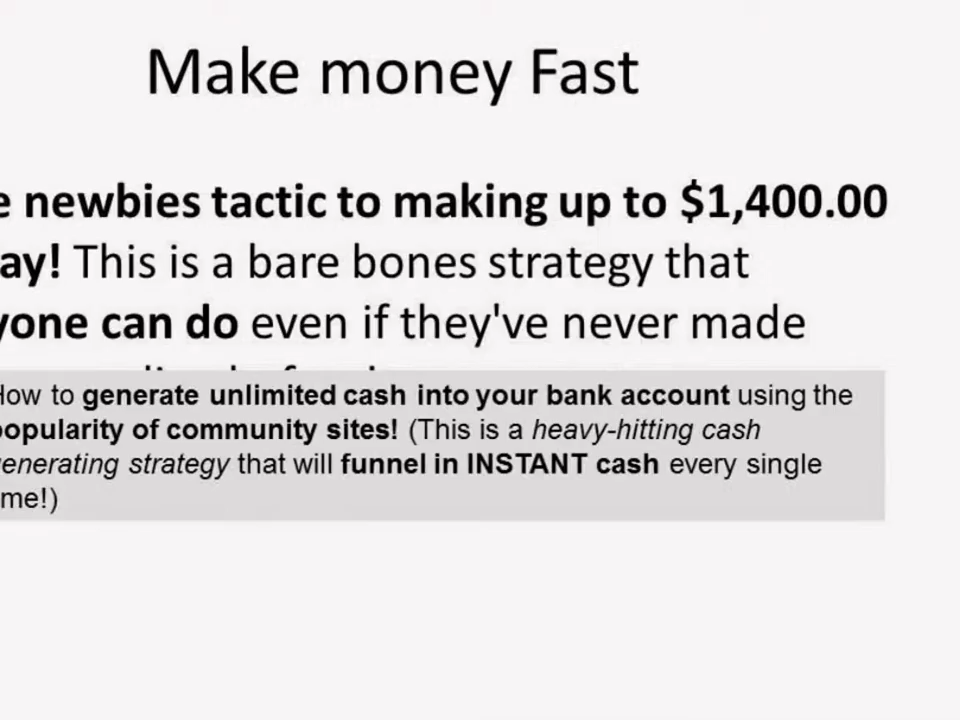 Make money Fast
e newbies tactic to making up to $1,400.00
ay! This is a bare bones strategy that
yone can do even if they've never made
How to generate unlimited cash into your bank account using the
popularity of community sites! (This is a heavy-hitting cash
generating strategy that will funnel in INSTANT cash every single
me!)